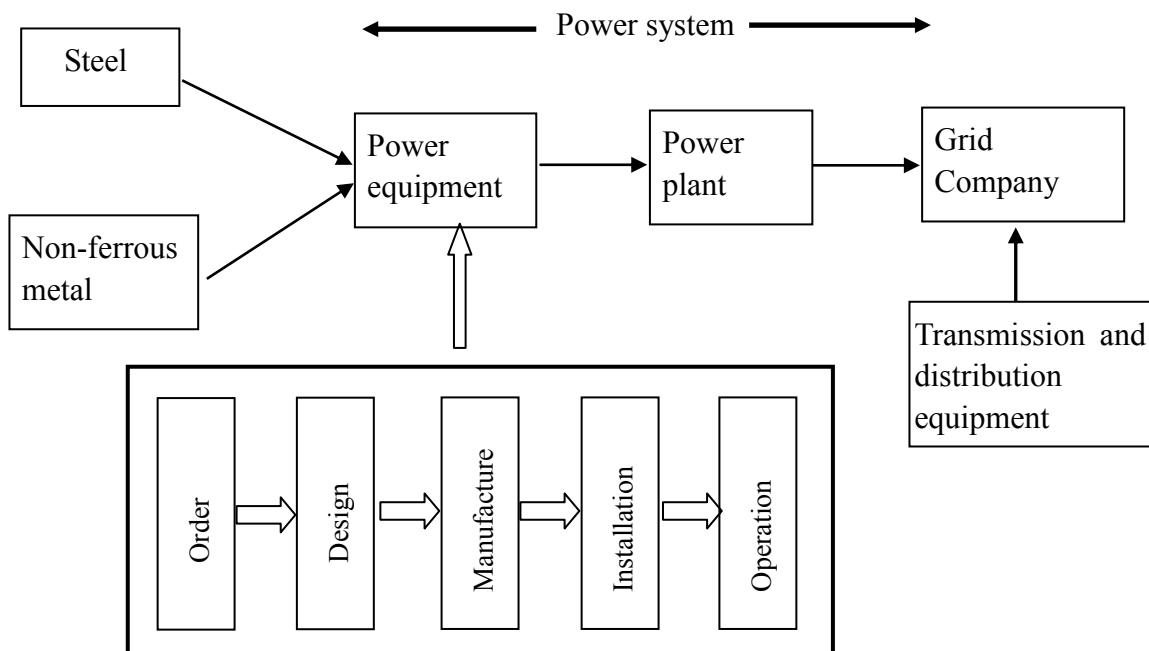 Power system
Steel
Power
equipment
Power
plant
Grid
Company
Non-ferrous
metal
Transmission and
distribution
equipment
Order
Design
Manufacture
Installation
Operation